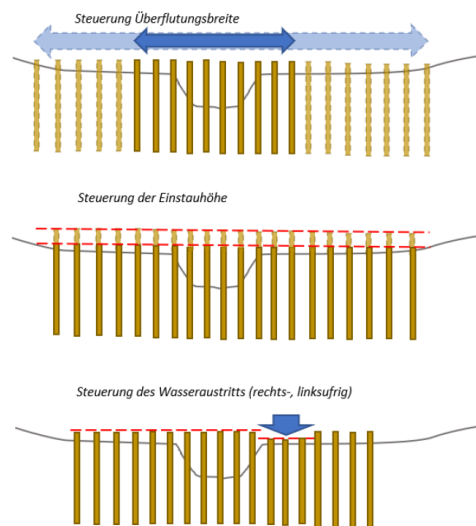 Steuerung Überflutungsbreite
Steuerung der Einstauhöhe
Steuerung des Wasseraustritts (rechts-, linksufrig)